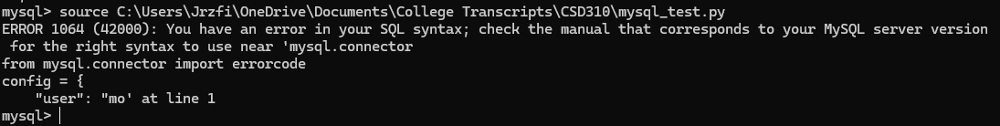 mysql> source C:\Users\Jrzfi\OneDrive\Documents\College Transcripts\CSD310\mysql_test.py
ERROR 1064 (42000): You have an error in your SQL syntax; check the manual that corresponds to your MySQL server version
 for the right syntax to use near 'mysql.connector
from mysql.connector import errorcode
config = {
    "user": "mo' at line 1
mysql>